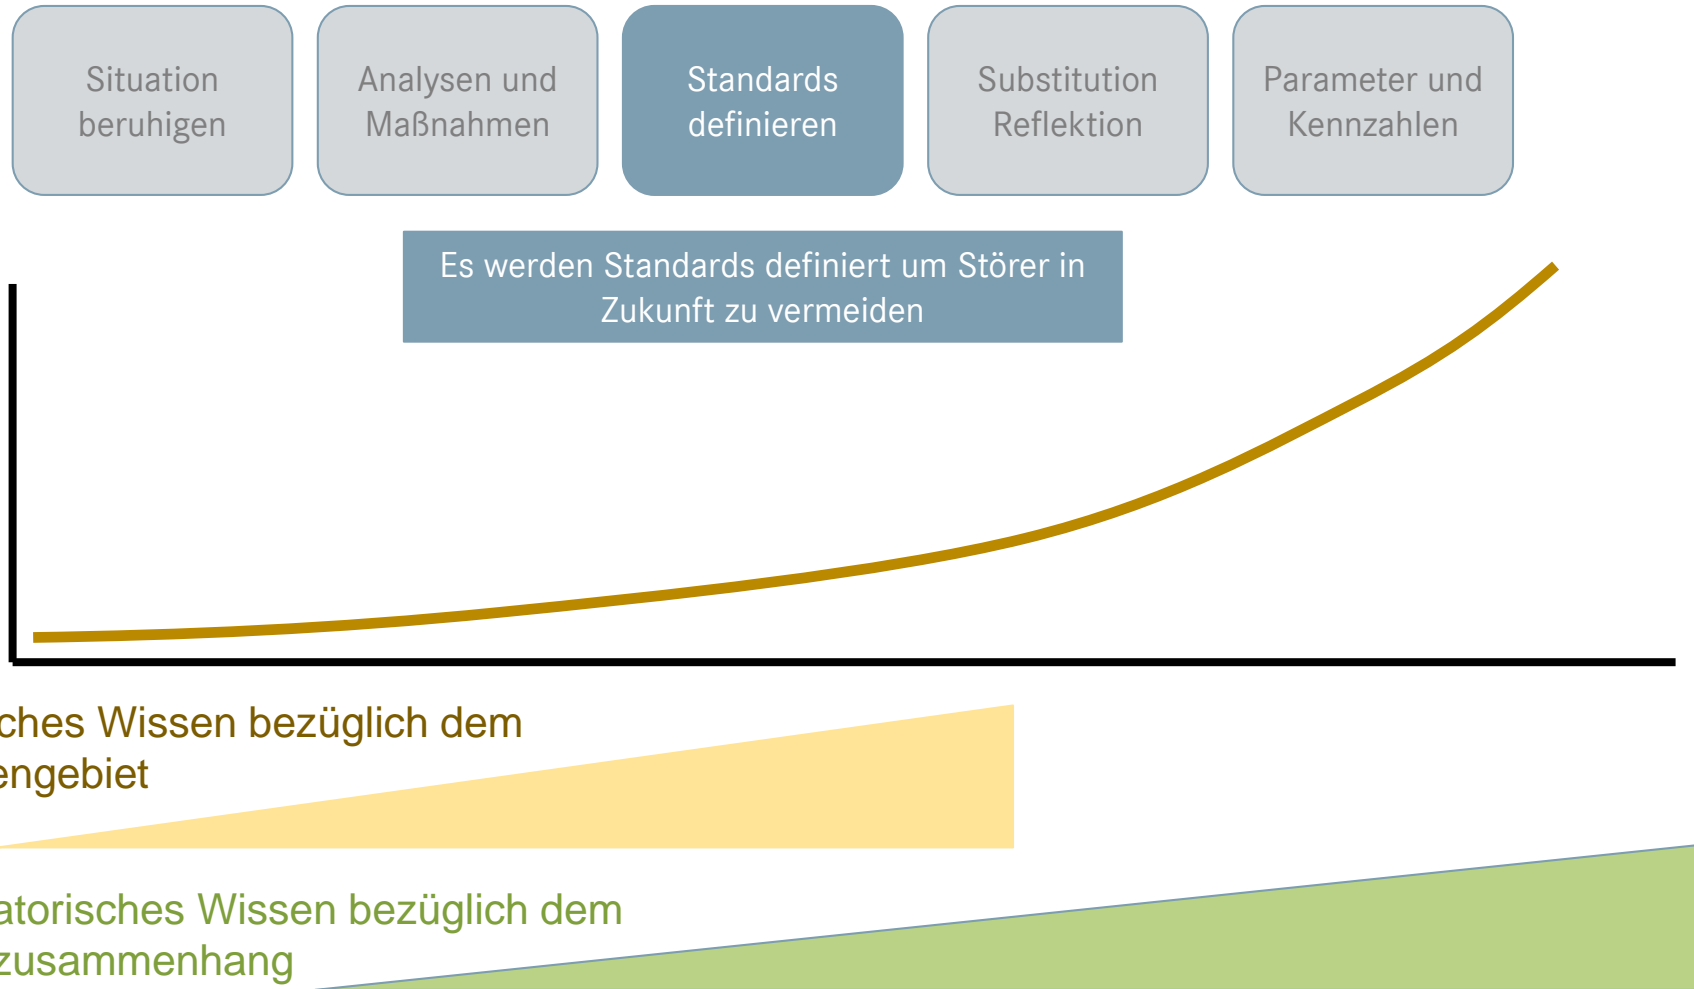 Situation
beruhigen
Analysen und
Maßnahmen
Standards
definieren
Substitution
Reflektion
Parameter und
Kennzahlen
Es werden Standards definiert um Störer in
Zukunft zu vermeiden
ches Wissen bezüglich dem
engebiet
atorisches Wissen bezüglich dem
zusammenhang